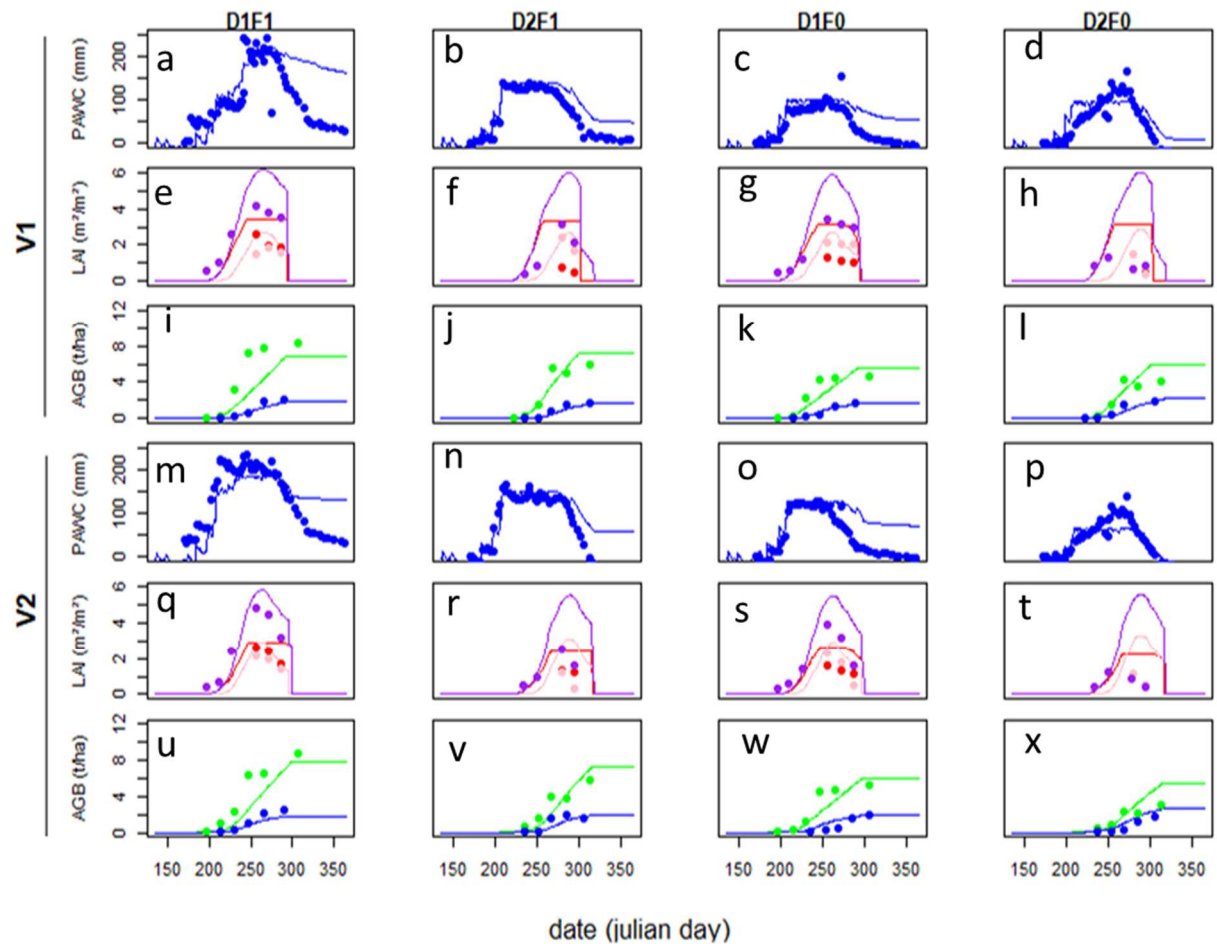 D1F1 D2F1 D1F0 D2F0
V1
PAWC (mm)
0 100 200
a b c d
LAI (m²/m²)
0 2 4 6
e f g h
AGB (t/ha)
0 4 8 12
i j k l
V2
PAWC (mm)
0 100 200
m n o p
LAI (m²/m²)
0 2 4 6
q r s t
AGB (t/ha)
0 4 8 12
u v w x
150 200 250 300 350 150 200 250 300 350 150 200 250 300 350 150 200 250 300 350
date (julian day)